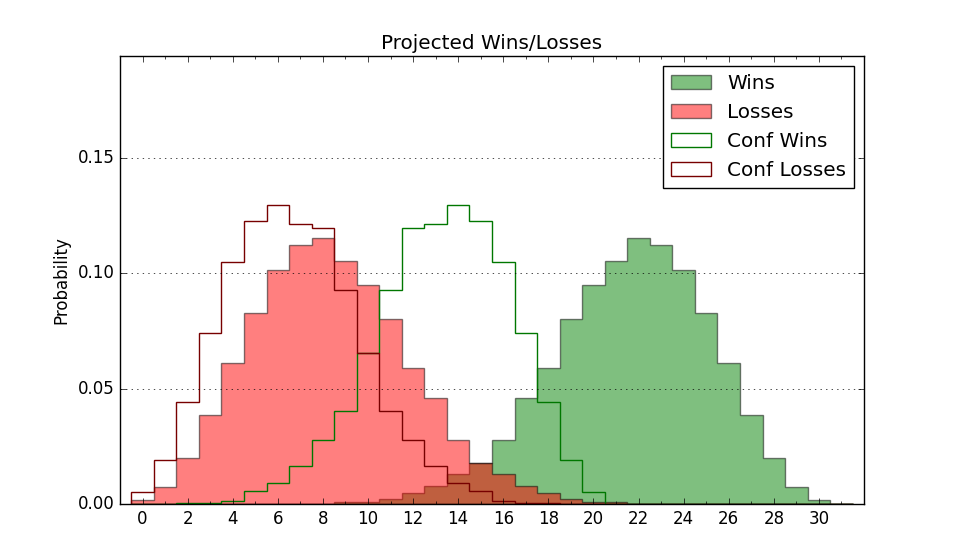 Projected Wins/Losses
Wins
Losses
Conf Wins
Conf Losses
Probability
0.15
0.10
0.05
0.00
0 2 4 6 8 10 12 14 16 18 20 22 24 26 28 30